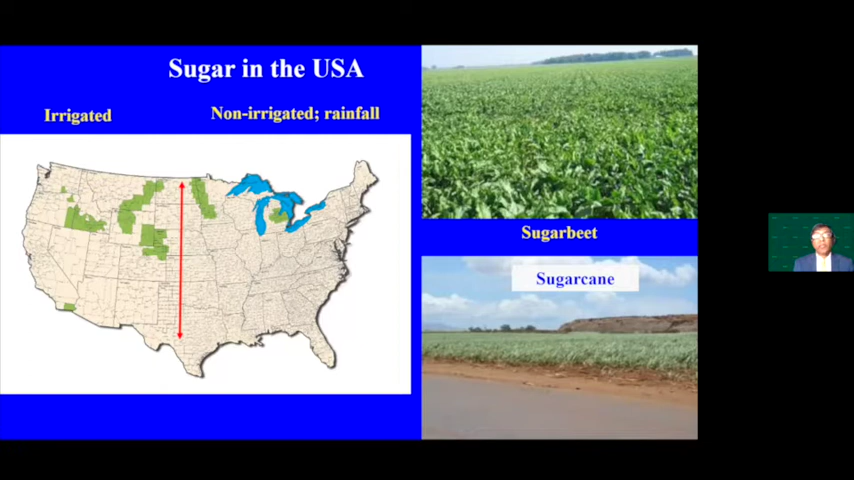 Sugar in the USA
Irrigated
Non-irrigated; rainfall
Sugarbeet
Sugarcane